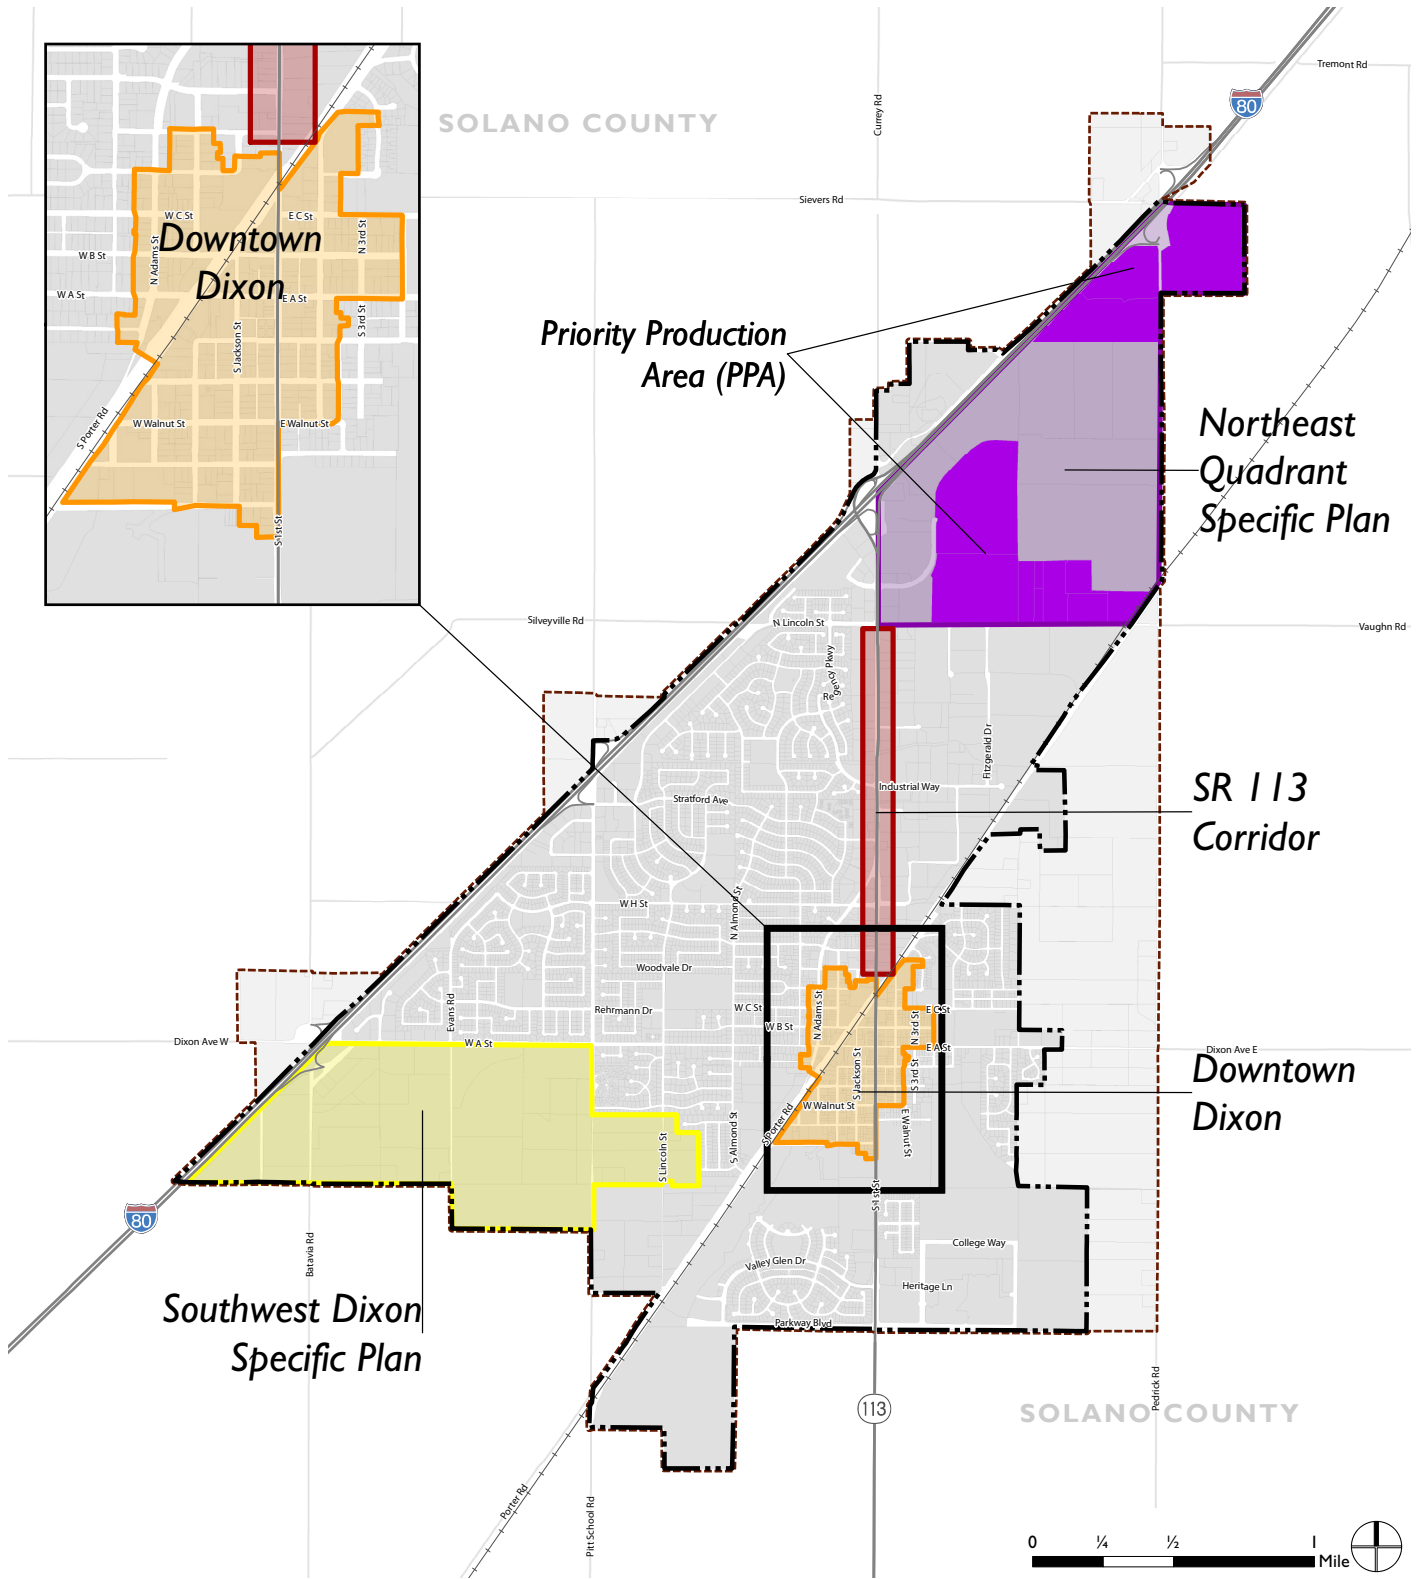 Tremont Rd
80
SOLANO COUNTY
Currey Rd
Sievers Rd
W C St
E C St
Downtown
Dixon
N Adams St
N 3rd St
W B St
W A St
E A St
S 3rd St
S Jackson St
S Porter Rd
W Walnut St
E Walnut St
S 1st St
Priority Production
Area (PPA)
Northeast
Quadrant
Specific Plan
Silveyville Rd
N Lincoln St
Vaughn Rd
Regency Pkwy
Fitzgerald Dr
Industrial Way
Stratford Ave
SR 113
Corridor
W H St
N Almond St
Woodvale Dr
Evans Rd
Rehrmann Dr
W C St
W B St
N Adams St
E C St
N 3rd St
Dixon Ave W
W A St
E A St
Dixon Ave E
S Jackson St
S 3rd St
Downtown
Dixon
W Walnut St
E Walnut St
S Porter Rd
S Almond St
S Lincoln St
S 1st St
80
Batavia Rd
College Way
Valley Glen Dr
Heritage Ln
Parkway Blvd
Southwest Dixon
Specific Plan
113
Pedrick Rd
SOLANO COUNTY
Porter Rd
Pitt School Rd
0 ¼ ½ 1
Mile